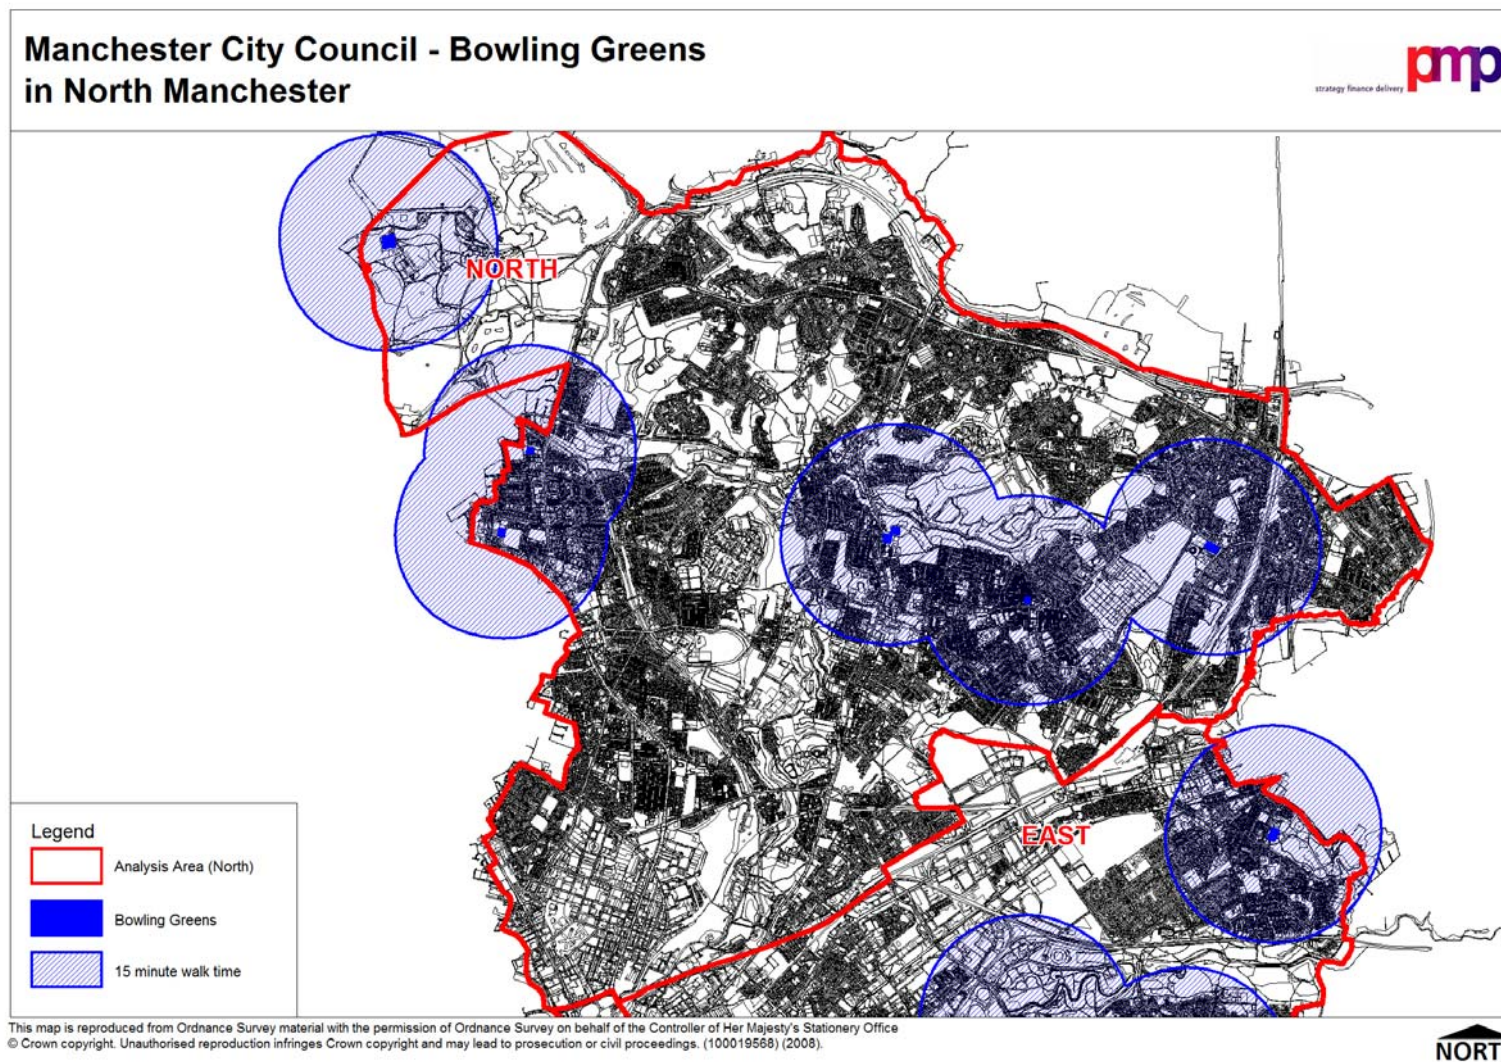 Manchester City Council - Bowling Greens
in North Manchester
strategy finance delivery
pmp
NORTH
EAST
Legend
Analysis Area (North)
Bowling Greens
15 minute walk time
This map is reproduced from Ordnance Survey material with the permission of Ordnance Survey on behalf of the Controller of Her Majesty's Stationery Office
© Crown copyright. Unauthorised reproduction infringes Crown copyright and may lead to prosecution or civil proceedings. (100019568) (2008).
NORT